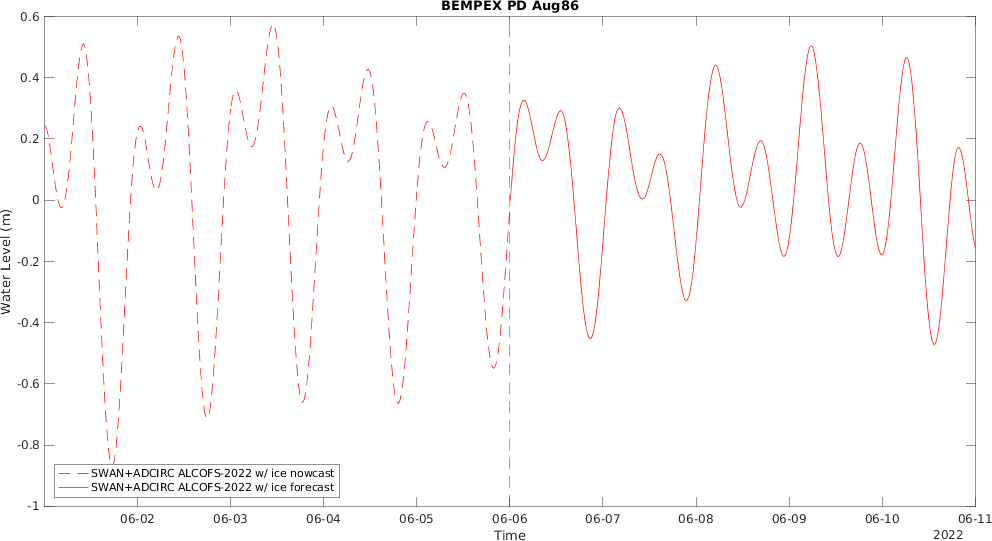 BEMPEX PD Aug86
0.6
0.4
0.2
0
-0.2
-0.4
-0.6
-0.8
-1
Water Level (m)
SWAN+ADCIRC ALCOFS-2022 w/ ice nowcast
SWAN+ADCIRC ALCOFS-2022 w/ ice forecast
06-02 06-03 06-04 06-05 06-06 06-07 06-08 06-09 06-10 06-11
Time
2022